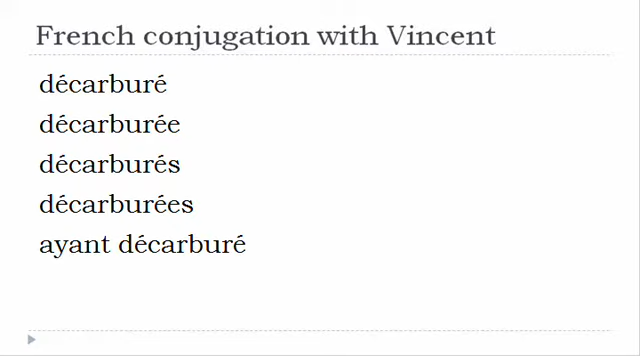 French conjugation with Vincent
décarburé
décarburée
décarburés
décarburées
ayant décarburé